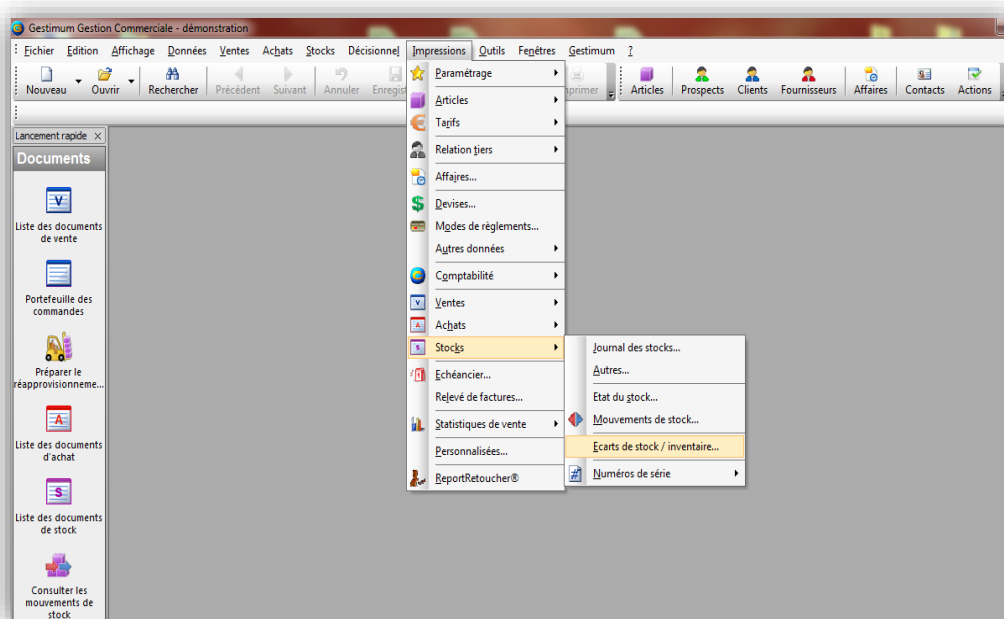 Gestimum Gestion Commerciale - démonstration
Fichier Edition Affichage Données Ventes Achats Stocks Décisionnel Impressions Outils Fenêtres Gestimum ?
Nouveau Ouvrir Rechercher Précédent Suivant Annuler Enregis primer Articles Prospects Clients Fournisseurs Affaires Contacts Actions
Lancement rapide
Documents
V
Liste des documents
de vente
Portefeuille des
commandes
Préparer le
réapprovisionneme...
A
Liste des documents
d'achat
S
Liste des documents
de stock
Consulter les
mouvements de
stock
Paramétrage
Articles
Tarifs
Relation tiers
Affaires...
Devises...
Modes de règlements...
Autres données
Comptabilité
Ventes
Achats
Stocks
Echéancier...
Relevé de factures...
Statistiques de vente
Personnalisées...
ReportRetoucher®
Journal des stocks...
Autres...
Etat du stock...
Mouvements de stock...
Ecarts de stock / inventaire...
Numéros de série